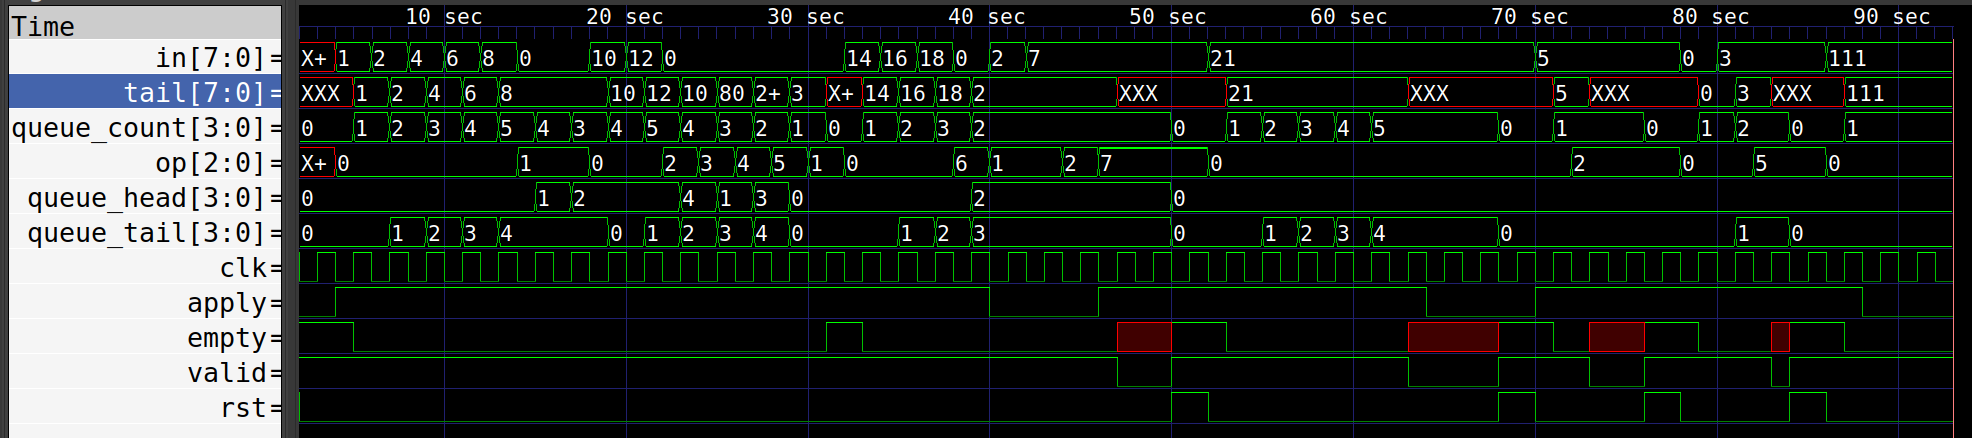 Time 10 sec 20 sec 30 sec 40 sec 50 sec 60 sec 70 sec 80 sec 90 sec
in[7:0]= X+ 1 2 4 6 8 0 10 12 0 14 16 18 0 2 7 21 5 0 3 111
tail[7:0]= XXX 1 2 4 6 8 10 12 10 80 2+ 3 X+ 14 16 18 2 XXX 21 XXX 5 XXX 0 3 XXX 111
queue_count[3:0]= 0 1 2 3 4 5 4 3 4 5 4 3 2 1 0 1 2 3 2 0 1 2 3 4 5 0 1 0 1 2 0 1
op[2:0]= X+ 0 1 0 2 3 4 5 1 0 6 1 2 7 0 2 0 5 0
queue_head[3:0]= 0 1 2 4 1 3 0 2 0
queue_tail[3:0]= 0 1 2 3 4 0 1 2 3 4 0 1 2 3 0 1 2 3 4 0 1 0
clk=
apply=
empty=
valid=
rst=